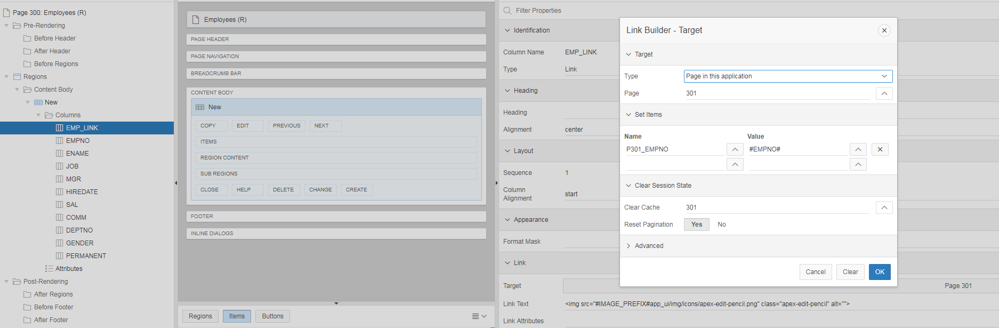 Page 300: Employees (R)
Pre-Rendering
Before Header
After Header
Before Regions
Regions
Content Body
New
Columns
EMP_LINK
EMPNO
ENAME
JOB
MGR
HIREDATE
SAL
COMM
DEPTNO
GENDER
PERMANENT
Attributes
Post-Rendering
After Regions
Before Footer
After Footer
Employees (R)
PAGE HEADER
PAGE NAVIGATION
BREADCRUMB BAR
CONTENT BODY
New
COPY EDIT PREVIOUS NEXT
ITEMS
REGION CONTENT
SUB REGIONS
CLOSE HELP DELETE CHANGE CREATE
FOOTER
INLINE DIALOGS
Regions Items Buttons
Filter Properties
Identification
Column Name EMP_LINK
Type Link
Heading
Heading
Alignment center
Layout
Sequence 1
Column
Alignment start
Appearance
Format Mask
Link
Target Page 301
Link Text <img src="#IMAGE_PREFIX#app_ui/img/icons/apex-edit-pencil.png" class="apex-edit-pencil" alt="">
Link Attributes
Link Builder - Target
Target
Type Page in this application
Page 301
Set Items
Name Value
P301_EMPNO #EMPNO#
Clear Session State
Clear Cache 301
Reset Pagination Yes No
Advanced
Cancel Clear OK